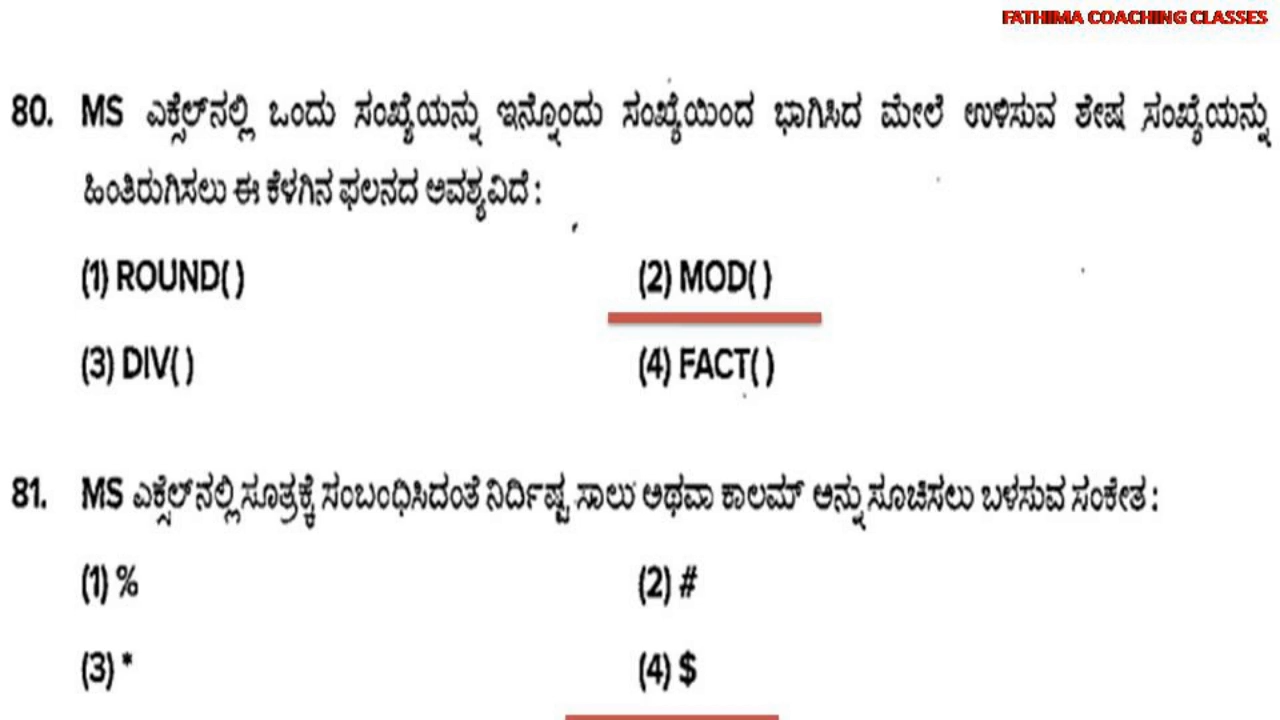 FATHIMA COACHING CLASSES
80. MS ಎಕ್ಸೆಲ್‌ನಲ್ಲಿ ಒಂದು ಸಂಖ್ಯೆಯನ್ನು ಇನ್ನೊಂದು ಸಂಖ್ಯೆಯಿಂದ ಭಾಗಿಸಿದ ಮೇಲೆ ಉಳಿಸುವ ಶೇಷ ಸಂಖ್ಯೆಯನ್ನು
ಹಿಂತಿರುಗಿಸಲು ಈ ಕೆಳಗಿನ ಫಲನದ ಅವಶ್ಯವಿದೆ :
(1) ROUND( ) (2) MOD( )
(3) DIV( ) (4) FACT( )
81. MS ಎಕ್ಸೆಲ್‌ನಲ್ಲಿ ಸೂತ್ರಕ್ಕೆ ಸಂಬಂಧಿಸಿದಂತೆ ನಿರ್ದಿಷ್ಟ ಸಾಲು ಅಥವಾ ಕಾಲಮ್ ಅನ್ನು ಸೂಚಿಸಲು ಬಳಸುವ ಸಂಕೇತ :
(1) % (2) #
(3) * (4) $